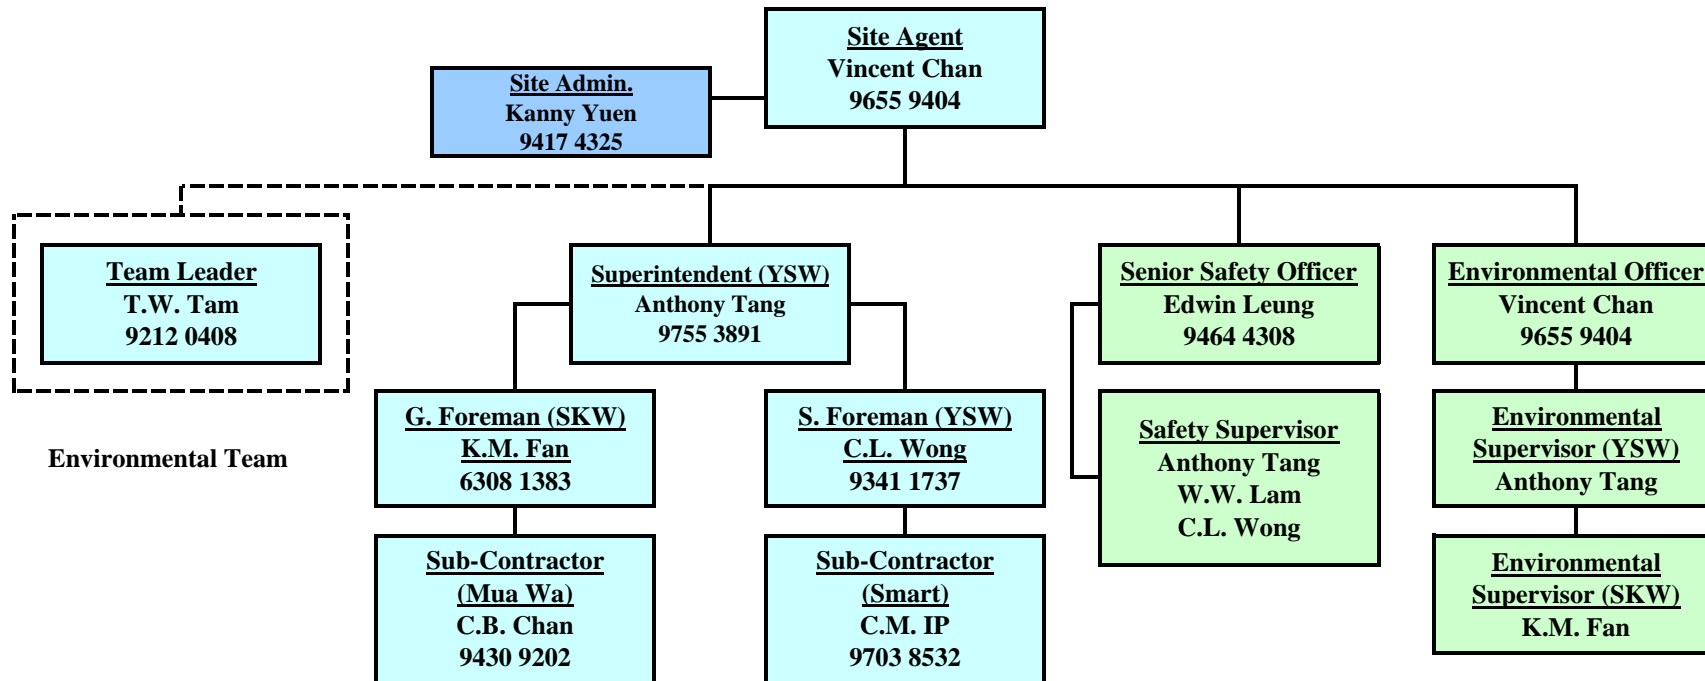 Site Agent
Vincent Chan
9655 9404
Site Admin.
Kanny Yuen
9417 4325
Team Leader
T.W. Tam
9212 0408
Environmental Team
Superintendent (YSW)
Anthony Tang
9755 3891
G. Foreman (SKW)
K.M. Fan
6308 1383
Sub-Contractor
(Mua Wa)
C.B. Chan
9430 9202
S. Foreman (YSW)
C.L. Wong
9341 1737
Sub-Contractor
(Smart)
C.M. IP
9703 8532
Senior Safety Officer
Edwin Leung
9464 4308
Safety Supervisor
Anthony Tang
W.W. Lam
C.L. Wong
Environmental Officer
Vincent Chan
9655 9404
Environmental
Supervisor (YSW)
Anthony Tang
Environmental
Supervisor (SKW)
K.M. Fan